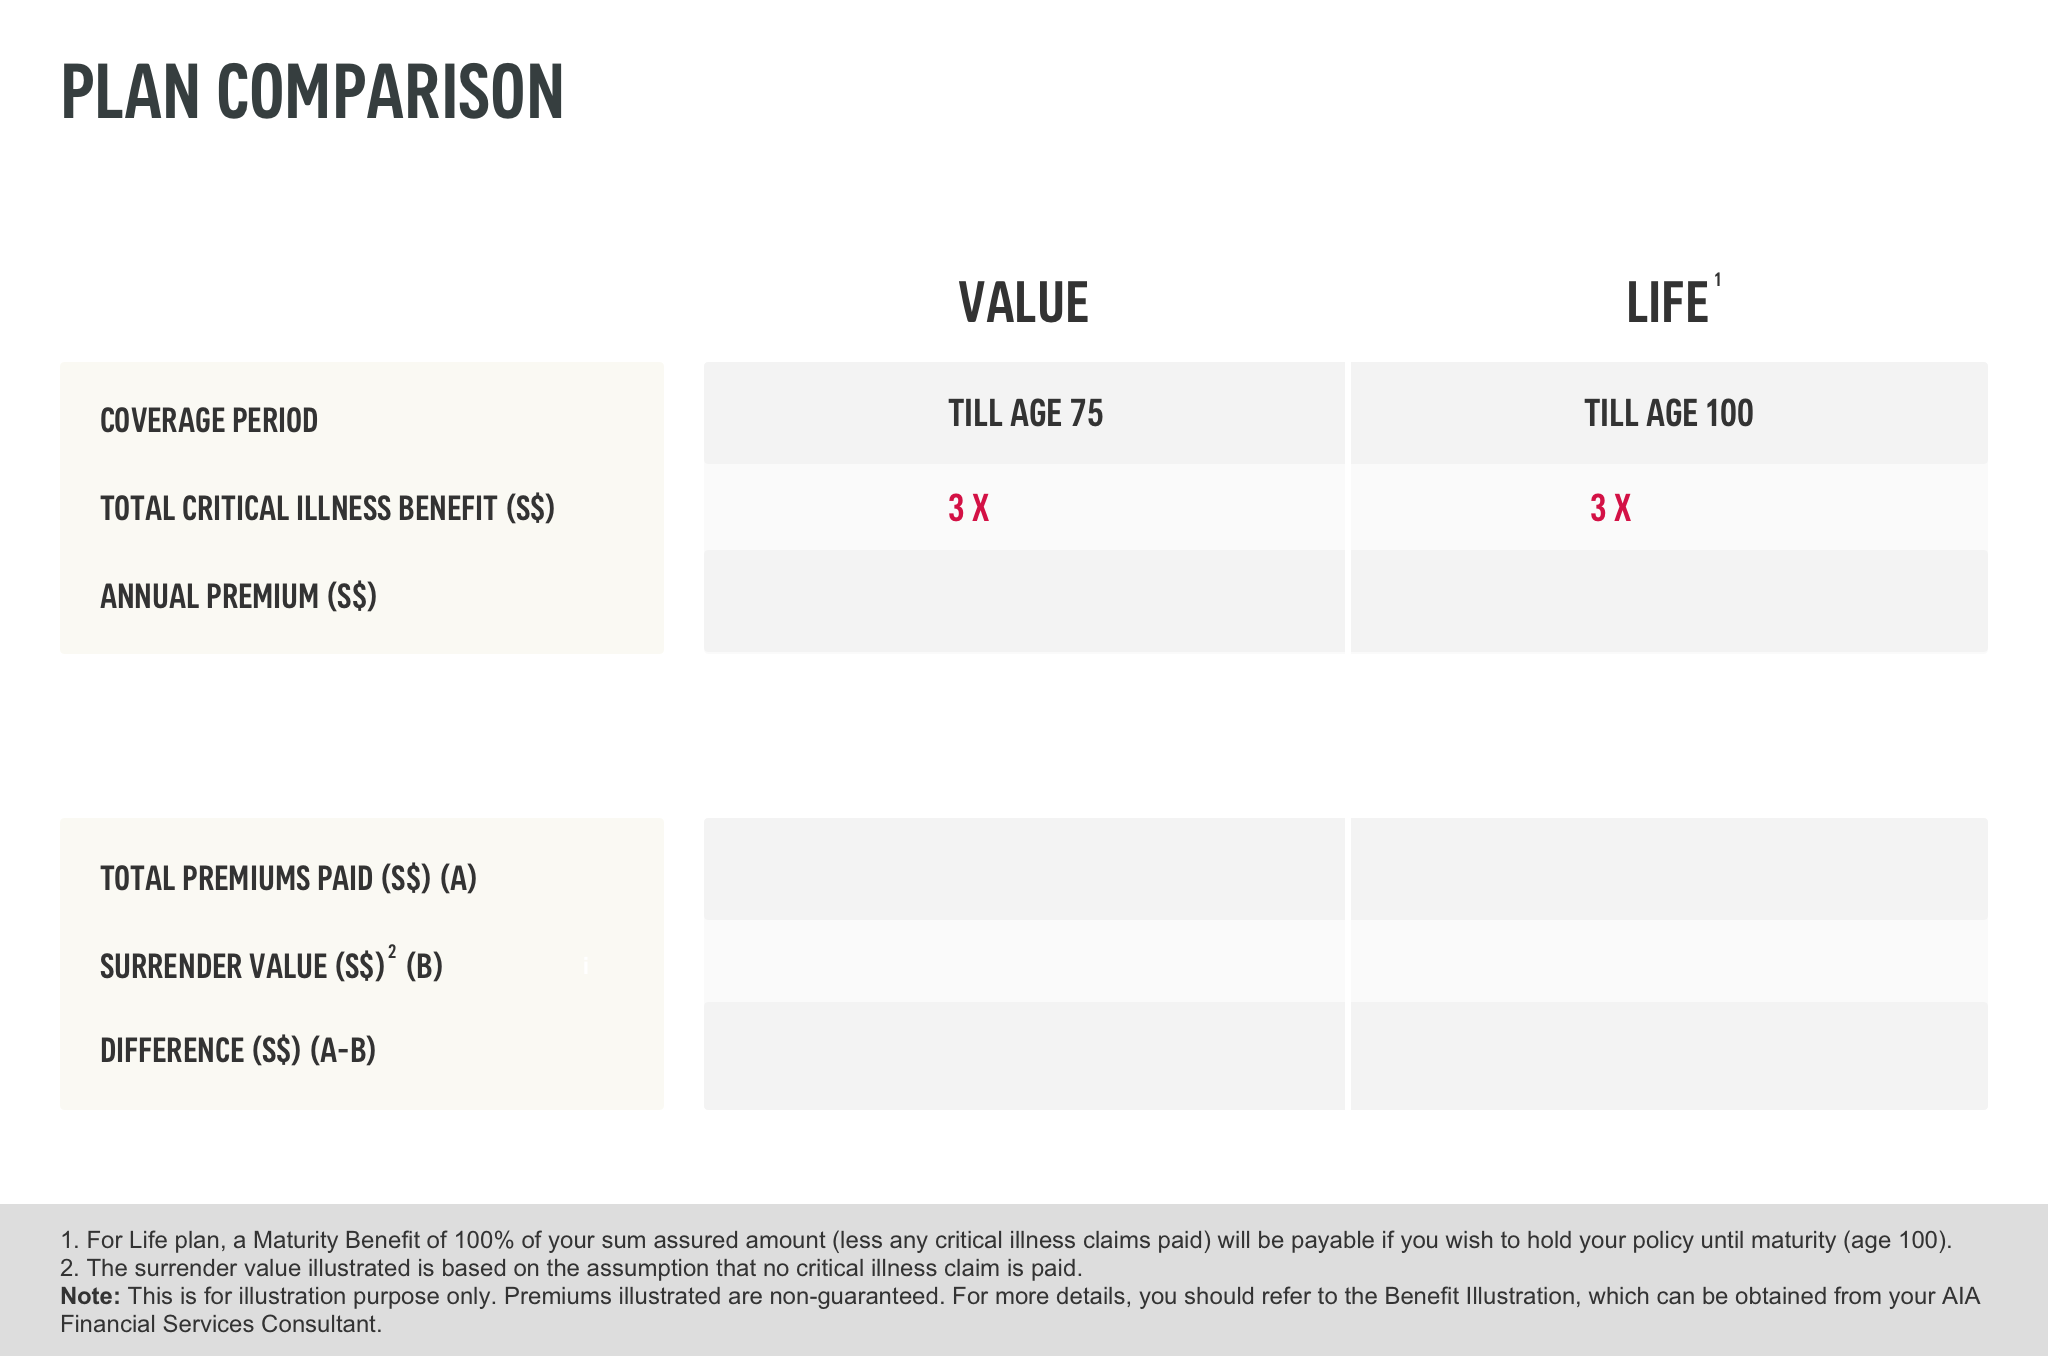 PLAN COMPARISON
VALUE LIFE¹
COVERAGE PERIOD TILL AGE 75 TILL AGE 100
TOTAL CRITICAL ILLNESS BENEFIT (S$) 3 X 3 X
ANNUAL PREMIUM (S$)
TOTAL PREMIUMS PAID (S$) (A)
SURRENDER VALUE (S$)² (B)
DIFFERENCE (S$) (A-B)
1. For Life plan, a Maturity Benefit of 100% of your sum assured amount (less any critical illness claims paid) will be payable if you wish to hold your policy until maturity (age 100).
2. The surrender value illustrated is based on the assumption that no critical illness claim is paid.
Note: This is for illustration purpose only. Premiums illustrated are non-guaranteed. For more details, you should refer to the Benefit Illustration, which can be obtained from your AIA
Financial Services Consultant.